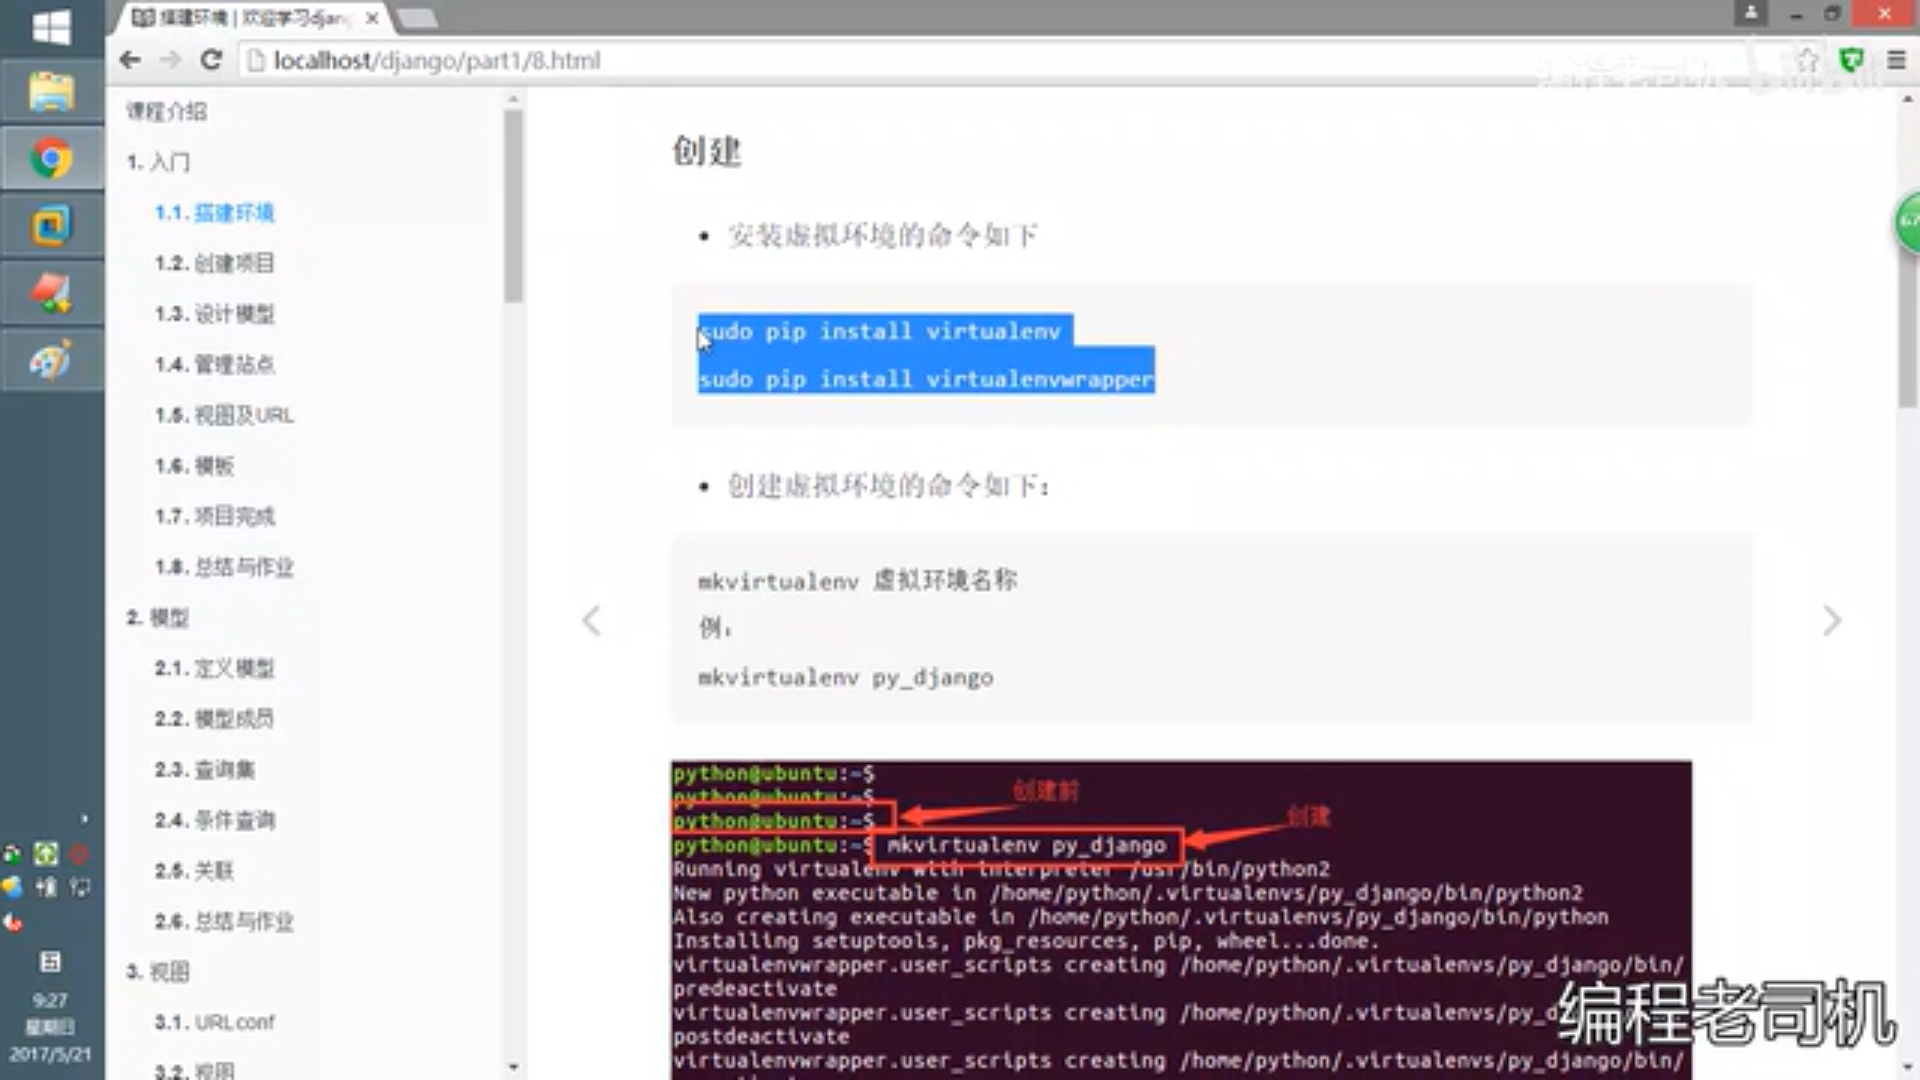 搭建环境 | 欢迎学习djan
localhost/django/part1/8.html
课程介绍
1. 入门
1.1. 搭建环境
1.2. 创建项目
1.3. 设计模型
1.4. 管理站点
1.5. 视图及URL
1.6. 模板
1.7. 项目完成
1.8. 总结与作业
2. 模型
2.1. 定义模型
2.2. 模型成员
2.3. 查询集
2.4. 条件查询
2.5. 关联
2.6. 总结与作业
3. 视图
3.1. URLconf
3.2. 视图
创建
安装虚拟环境的命令如下
sudo pip install virtualenv
sudo pip install virtualenvwrapper
创建虚拟环境的命令如下：
mkvirtualenv 虚拟环境名称
例：
mkvirtualenv py_django
python@ubuntu:~$
python@ubuntu:~$
创建前
python@ubuntu:~$
创建
python@ubuntu:~$ mkvirtualenv py_django
Running virtualenv with interpreter /usr/bin/python2
New python executable in /home/python/.virtualenvs/py_django/bin/python2
Also creating executable in /home/python/.virtualenvs/py_django/bin/python
Installing setuptools, pkg_resources, pip, wheel...done.
virtualenvwrapper.user_scripts creating /home/python/.virtualenvs/py_django/bin/
predeactivate
virtualenvwrapper.user_scripts creating /home/python/.virtualenvs/py_d
postdeactivate
virtualenvwrapper.user_scripts creating /home/python/.virtualenvs/py_django/bin/
编程老司机
67
9:27
星期日
2017/5/21